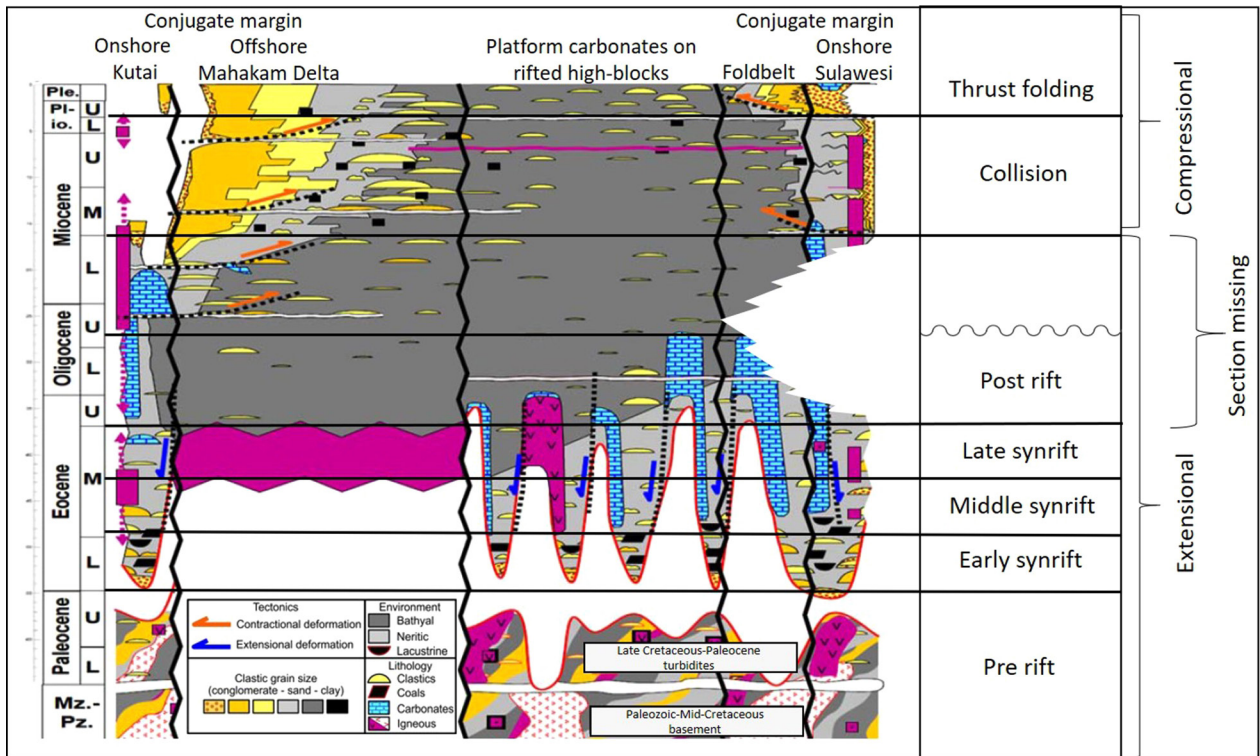 Conjugate margin
Onshore
Kutai
Offshore
Mahakam Delta
Platform carbonates on
rifted high-blocks
Conjugate margin
Foldbelt
Onshore
Sulawesi
Ple.
Pl-
io.
U
L
Miocene
U
M
L
Oligocene
U
L
Eocene
U
M
L
Paleocene
U
L
Mz.-
Pz.
Thrust folding
Collision
Post rift
Late synrift
Middle synrift
Early synrift
Pre rift
Compressional
Section missing
Extensional
Tectonics
Contractional deformation
Extensional deformation
Clastic grain size
(conglomerate - sand - clay)
Environment
Bathyal
Neritic
Lacustrine
Lithology
Clastics
Coals
Carbonates
Igneous
Late Cretaceous-Paleocene
turbidites
Paleozoic-Mid-Cretaceous
basement